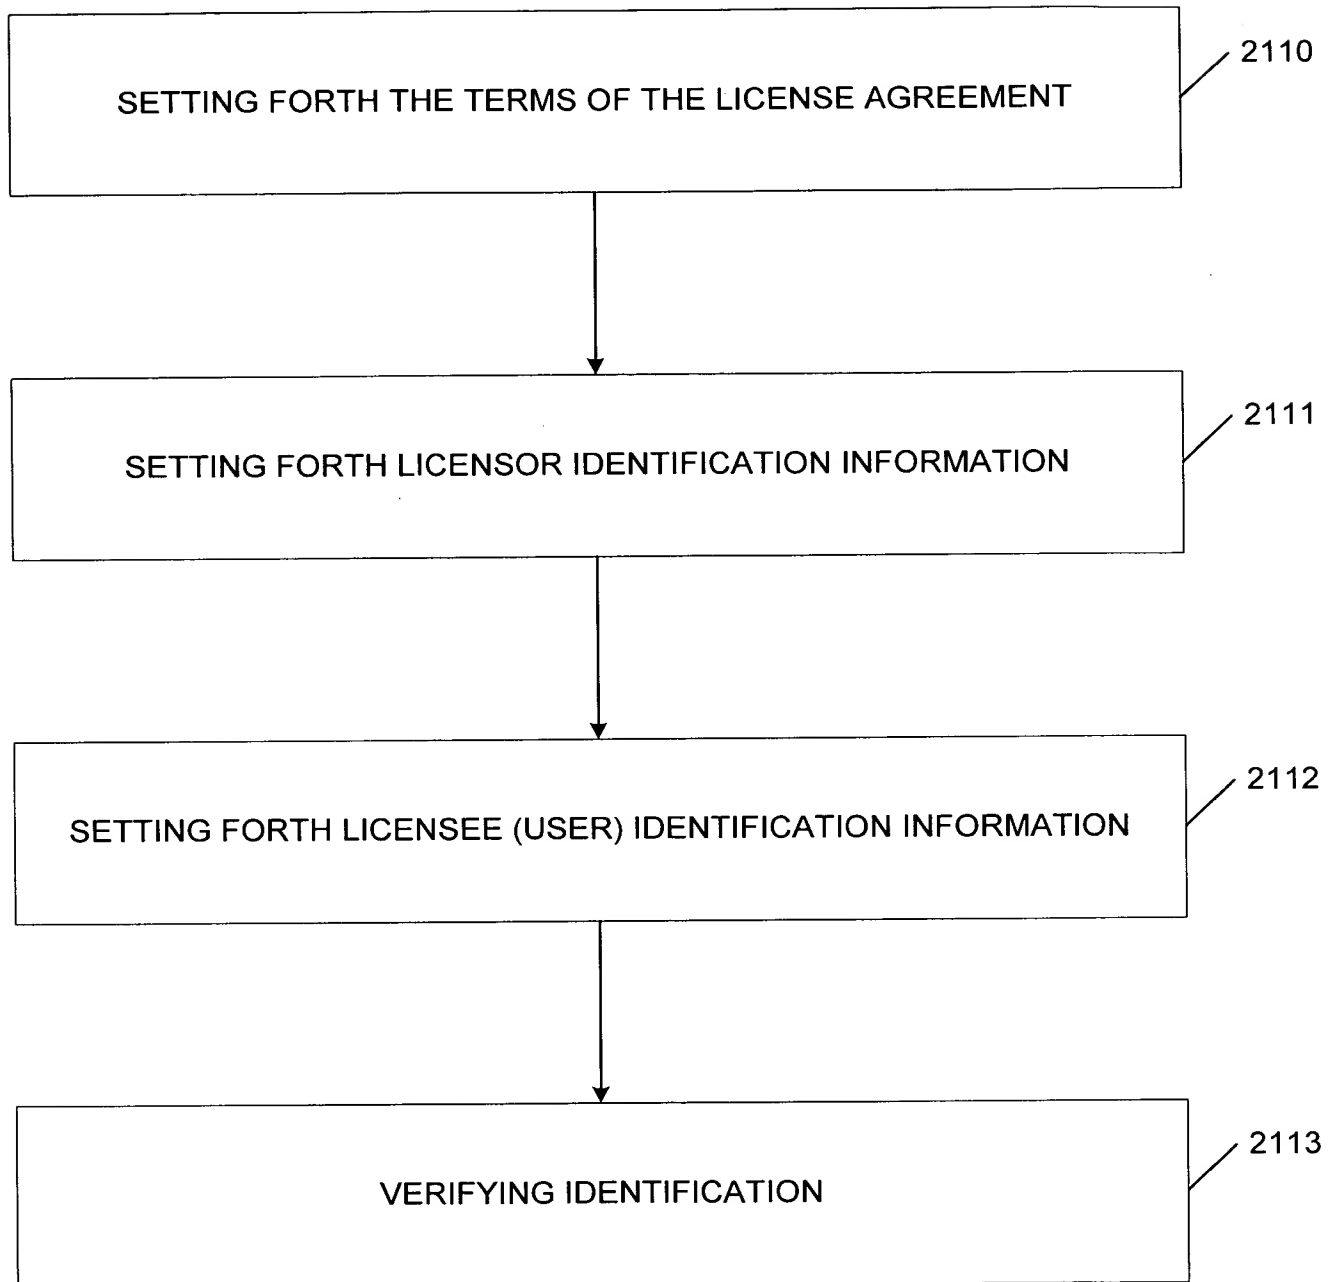 2110
SETTING FORTH THE TERMS OF THE LICENSE AGREEMENT
2111
SETTING FORTH LICENSOR IDENTIFICATION INFORMATION
2112
SETTING FORTH LICENSEE (USER) IDENTIFICATION INFORMATION
2113
VERIFYING IDENTIFICATION